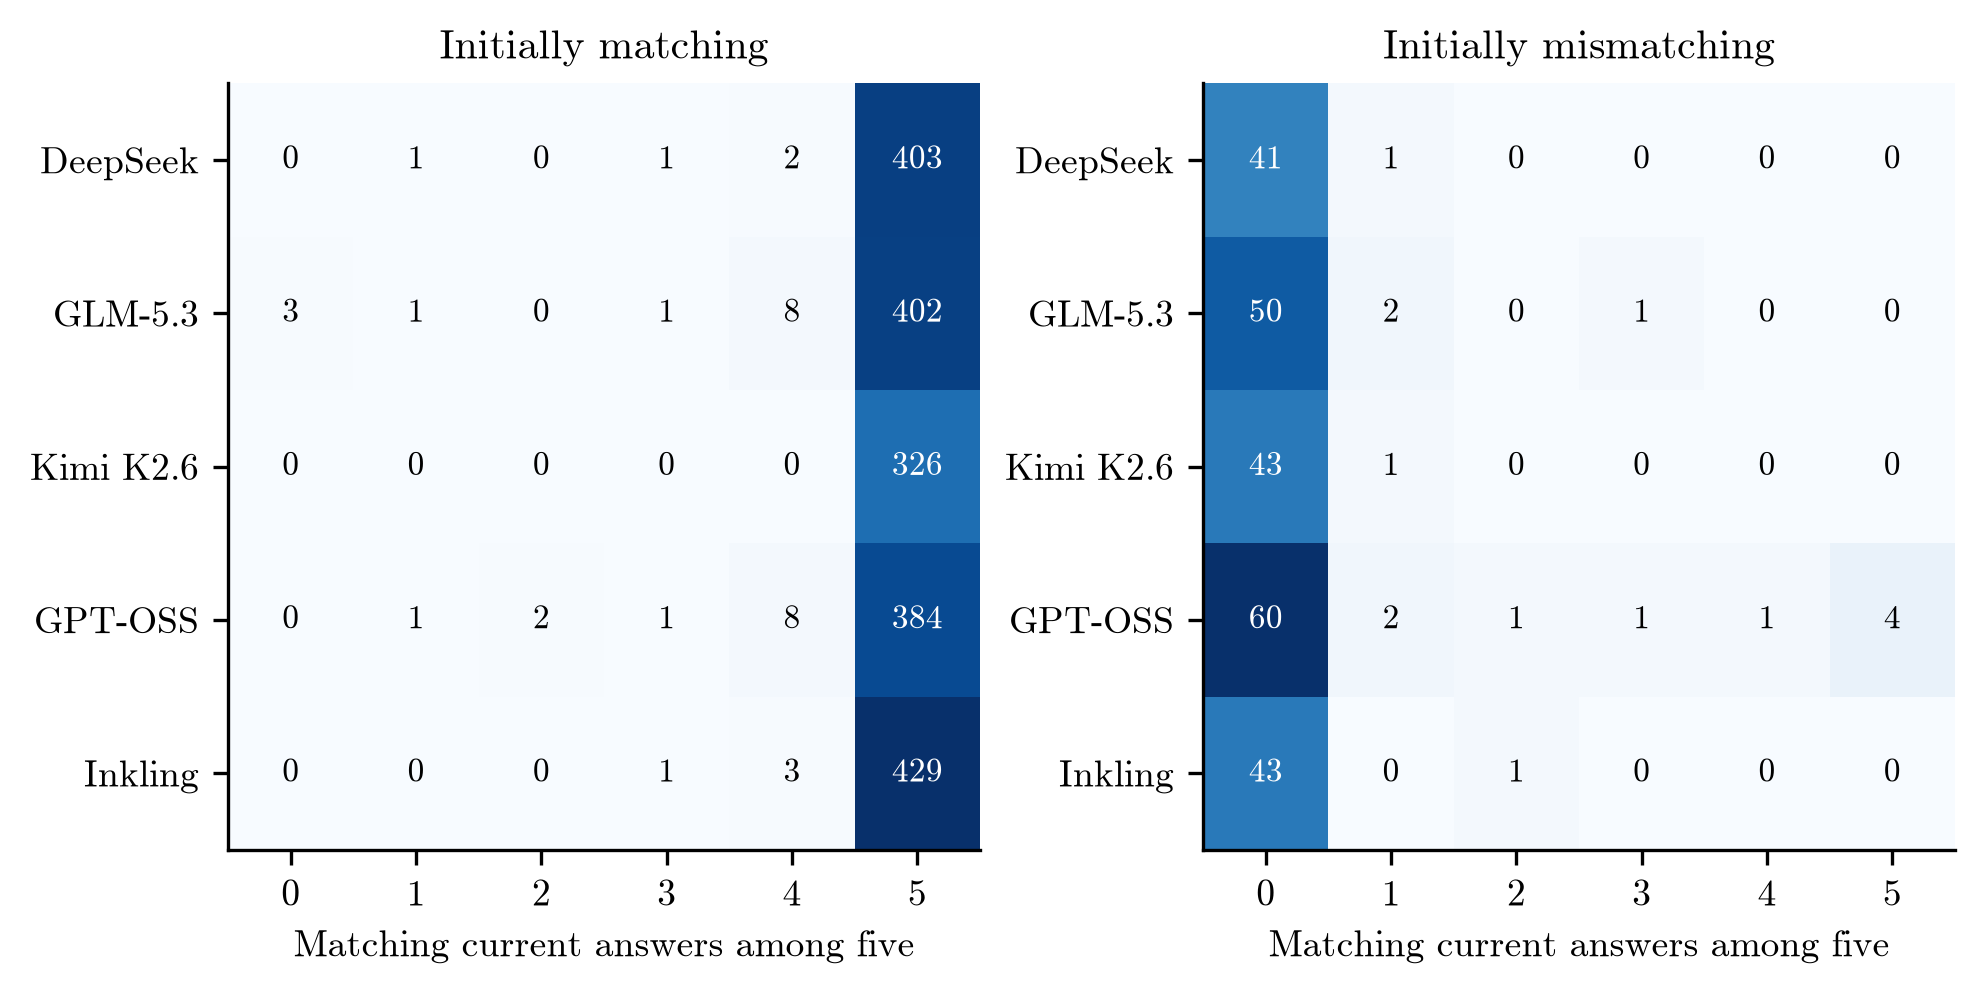 Initially matching
DeepSeek 0 1 0 1 2 403
GLM-5.3 3 1 0 1 8 402
Kimi K2.6 0 0 0 0 0 326
GPT-OSS 0 1 2 1 8 384
Inkling 0 0 0 1 3 429
0 1 2 3 4 5
Matching current answers among five
Initially mismatching
DeepSeek 41 1 0 0 0 0
GLM-5.3 50 2 0 1 0 0
Kimi K2.6 43 1 0 0 0 0
GPT-OSS 60 2 1 1 1 4
Inkling 43 0 1 0 0 0
0 1 2 3 4 5
Matching current answers among five